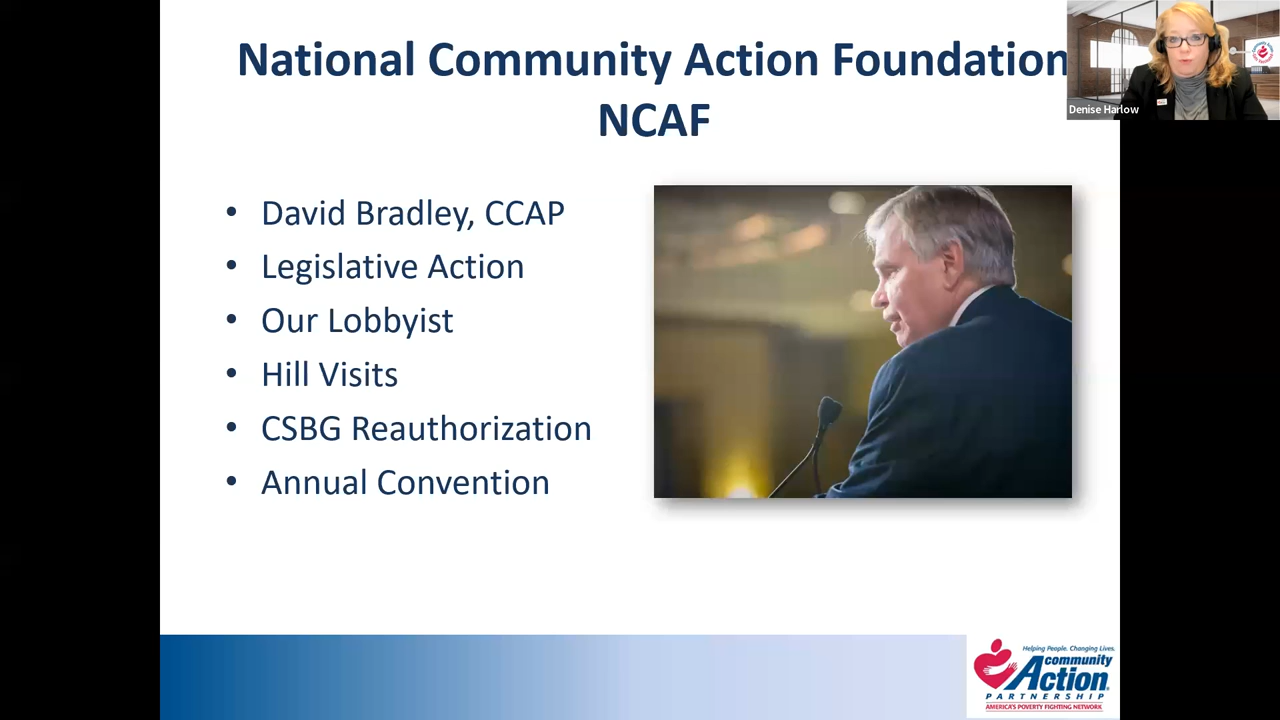 National Community Action Foundation
NCAF
Denise Harlow
• David Bradley, CCAP
• Legislative Action
• Our Lobbyist
• Hill Visits
• CSBG Reauthorization
• Annual Convention
Helping People. Changing Lives.
community
Action
PARTNERSHIP
AMERICA'S POVERTY FIGHTING NETWORK